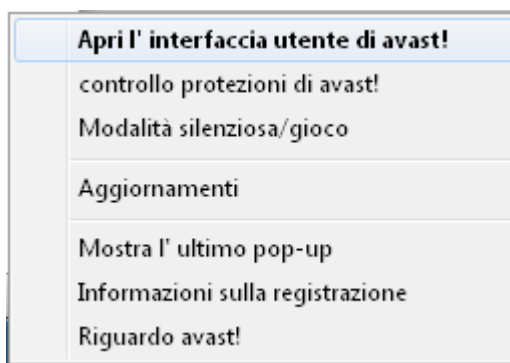 Apri l' interfaccia utente di avast!
controllo protezioni di avast!
Modalità silenziosa/gioco
Aggiornamenti
Mostra l' ultimo pop-up
Informazioni sulla registrazione
Riguardo avast!